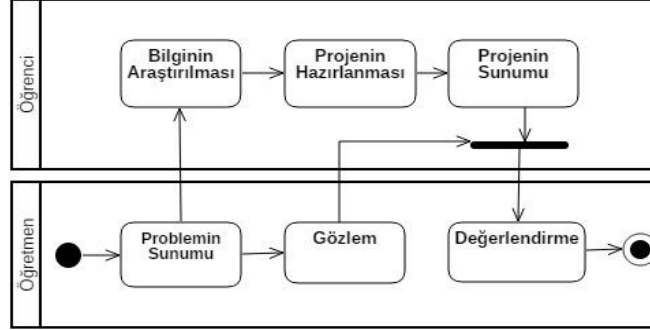 Öğrenci
Bilginin
Araştırılması
Projenin
Hazırlanması
Projenin
Sunumu
Öğretmen
Problemin
Sunumu
Gözlem
Değerlendirme